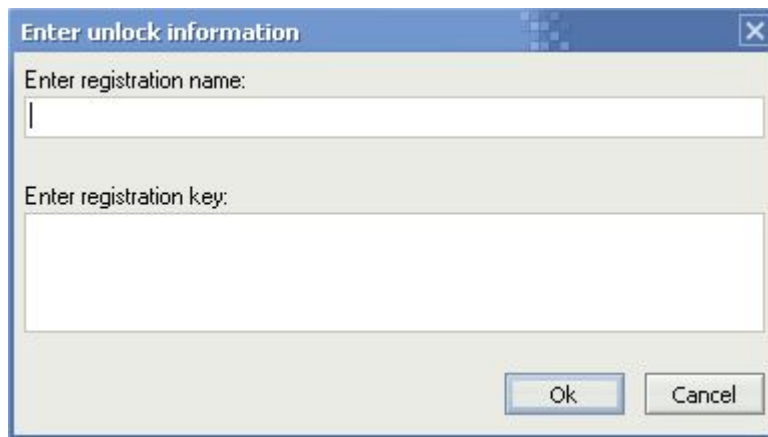 Enter unlock information
Enter registration name:
Enter registration key:
Ok
Cancel